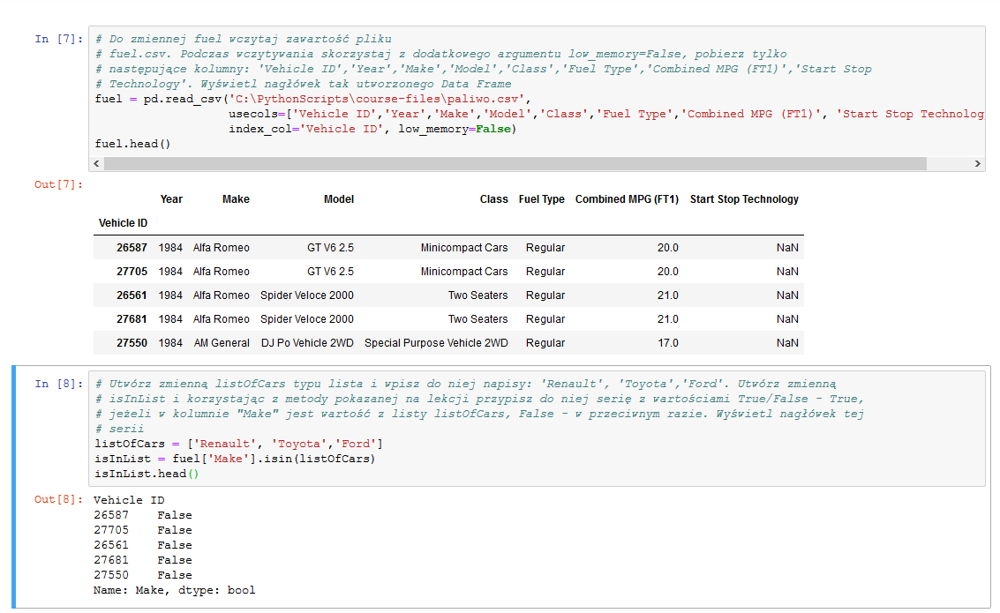 In [7]:
# Do zmiennej fuel wczytaj zawartość pliku
# fuel.csv. Podczas wczytywania skorzystaj z dodatkowego argumentu low_memory=False, pobierz tylko
# następujące kolumny: 'Vehicle ID','Year','Make','Model','Class','Fuel Type','Combined MPG (FT1)','Start Stop
# Technology'. Wyświetl nagłówek tak utworzonego Data Frame
fuel = pd.read_csv('C:\PythonScripts\course-files\paliwo.csv',
usecols=['Vehicle ID','Year','Make','Model','Class','Fuel Type','Combined MPG (FT1)', 'Start Stop Technolog
index_col='Vehicle ID', low_memory=False)
fuel.head()
Out[7]:
Year Make Model Class Fuel Type Combined MPG (FT1) Start Stop Technology
Vehicle ID
26587 1984 Alfa Romeo GT V6 2.5 Minicompact Cars Regular 20.0 NaN
27705 1984 Alfa Romeo GT V6 2.5 Minicompact Cars Regular 20.0 NaN
26561 1984 Alfa Romeo Spider Veloce 2000 Two Seaters Regular 21.0 NaN
27681 1984 Alfa Romeo Spider Veloce 2000 Two Seaters Regular 21.0 NaN
27550 1984 AM General DJ Po Vehicle 2WD Special Purpose Vehicle 2WD Regular 17.0 NaN
In [8]:
# Utwórz zmienną listOfCars typu lista i wpisz do niej napisy: 'Renault', 'Toyota','Ford'. Utwórz zmienną
# isInList i korzystając z metody pokazanej na lekcji przypisz do niej serię z wartościami True/False - True,
# jeżeli w kolumnie "Make" jest wartość z listy listOfCars, False - w przeciwnym razie. Wyświetl nagłówek tej
# serii
listOfCars = ['Renault', 'Toyota','Ford']
isInList = fuel['Make'].isin(listOfCars)
isInList.head()
Out[8]:
Vehicle ID
26587 False
27705 False
26561 False
27681 False
27550 False
Name: Make, dtype: bool